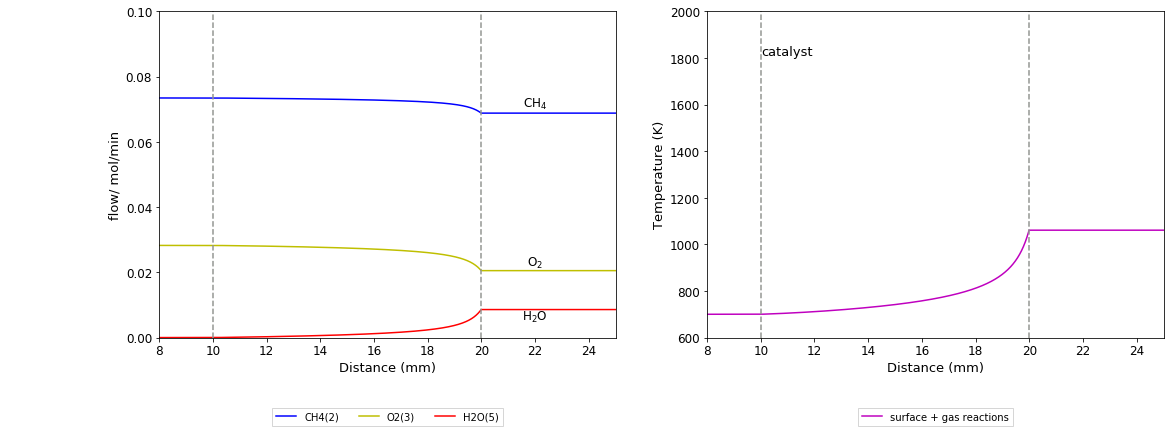 0.10
0.08
0.06
0.04
0.02
0.00
flow/ mol/min
CH4
O2
H2O
8 10 12 14 16 18 20 22 24
Distance (mm)
CH4(2) O2(3) H2O(5)
2000
1800
1600
1400
1200
1000
800
600
Temperature (K)
catalyst
8 10 12 14 16 18 20 22 24
Distance (mm)
surface + gas reactions